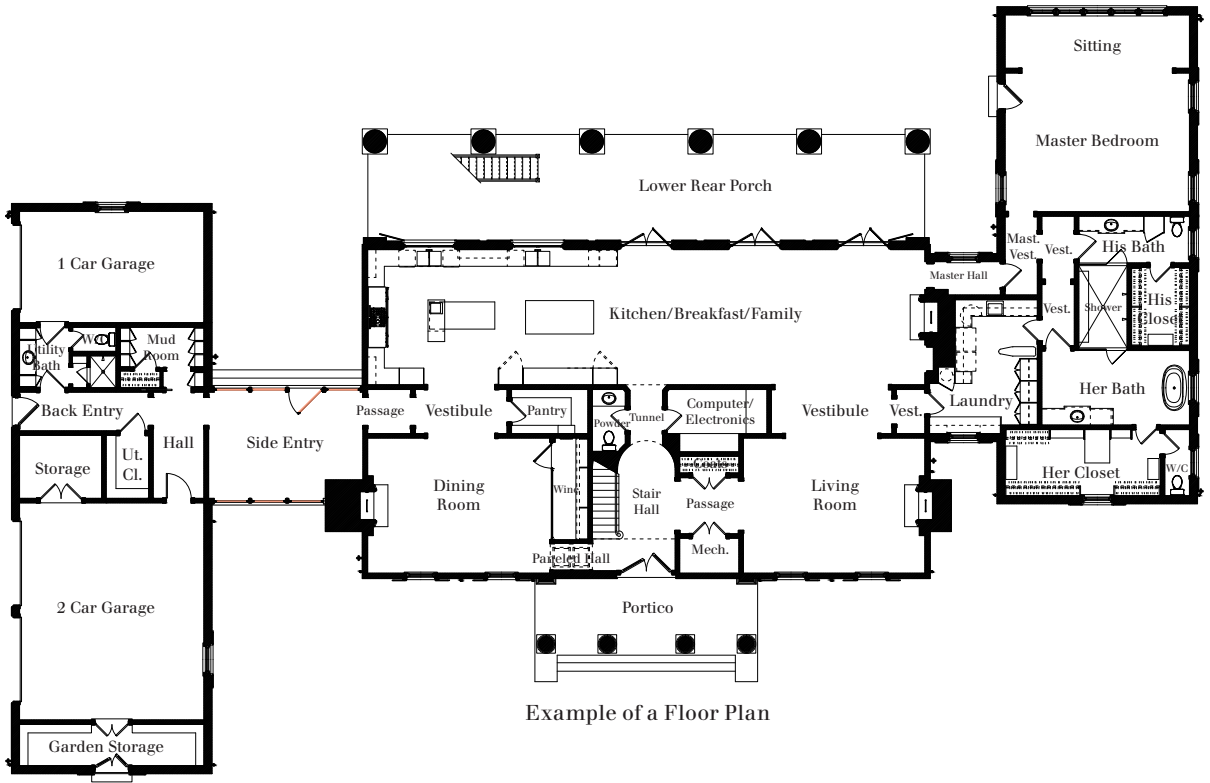 Sitting
Master Bedroom
Lower Rear Porch
Mast.
Vest.
Vest.
His Bath
1 Car Garage
Master Hall
Kitchen/Breakfast/Family
Vest.
Shower
His
Closet
W/C
Utility
Bath
Mud
Room
Her Bath
Back Entry
Passage
Vestibule
Pantry
Powder
Tunnel
Computer/
Electronics
Vestibule
Vest.
Laundry
Hall
Side Entry
Storage
Ut.
Cl.
Her Closet
W/C
Dining
Room
Wine
Stair
Hall
Coats
Passage
Living
Room
Mech.
Paneled Hall
2 Car Garage
Portico
Example of a Floor Plan
Garden Storage